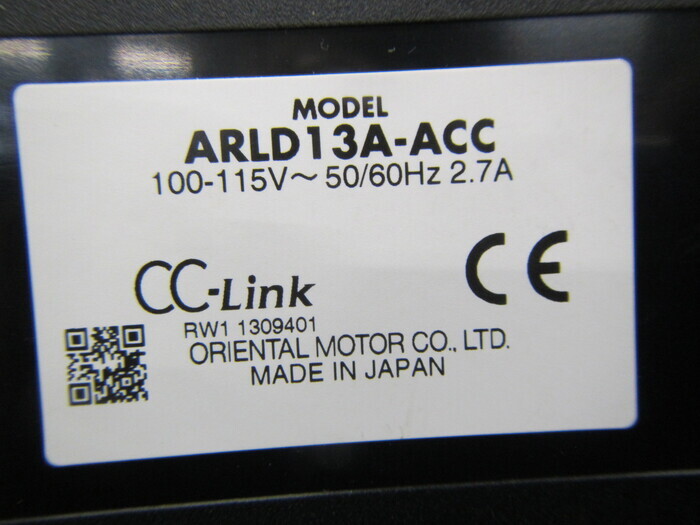 MODEL
ARLD13A-ACC
100-115V～ 50/60Hz 2.7A
CC-Link
CE
RW1 1309401
ORIENTAL MOTOR CO., LTD.
MADE IN JAPAN